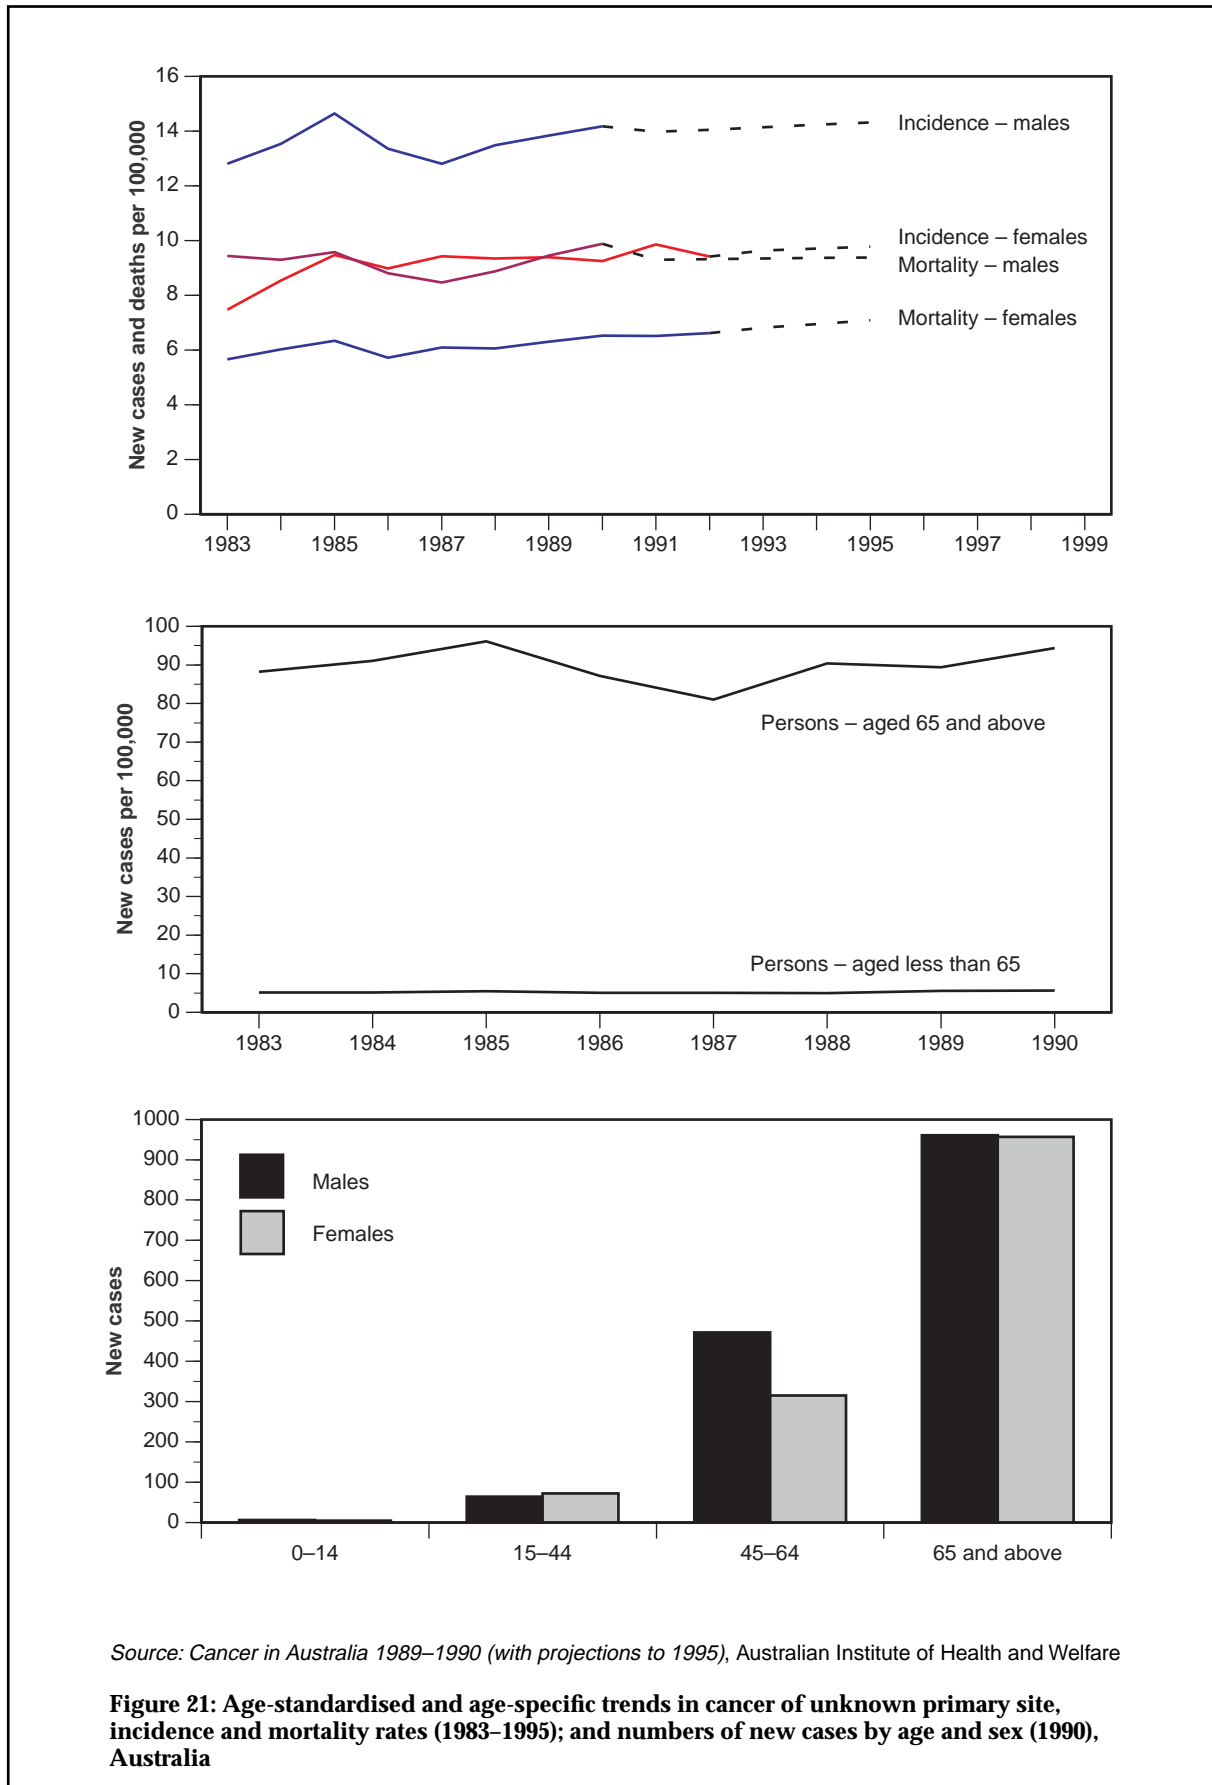 New cases and deaths per 100,000
16
14
12
10
8
6
4
2
0
Incidence – males
Incidence – females
Mortality – males
Mortality – females
1983 1985 1987 1989 1991 1993 1995 1997 1999
New cases per 100,000
100
90
80
70
60
50
40
30
20
10
0
Persons – aged 65 and above
Persons – aged less than 65
1983 1984 1985 1986 1987 1988 1989 1990
New cases
1000
900
800
700
600
500
400
300
200
100
0
Males
Females
0–14 15–44 45–64 65 and above
Source: Cancer in Australia 1989–1990 (with projections to 1995), Australian Institute of Health and Welfare
Figure 21: Age-standardised and age-specific trends in cancer of unknown primary site,
incidence and mortality rates (1983–1995); and numbers of new cases by age and sex (1990),
Australia